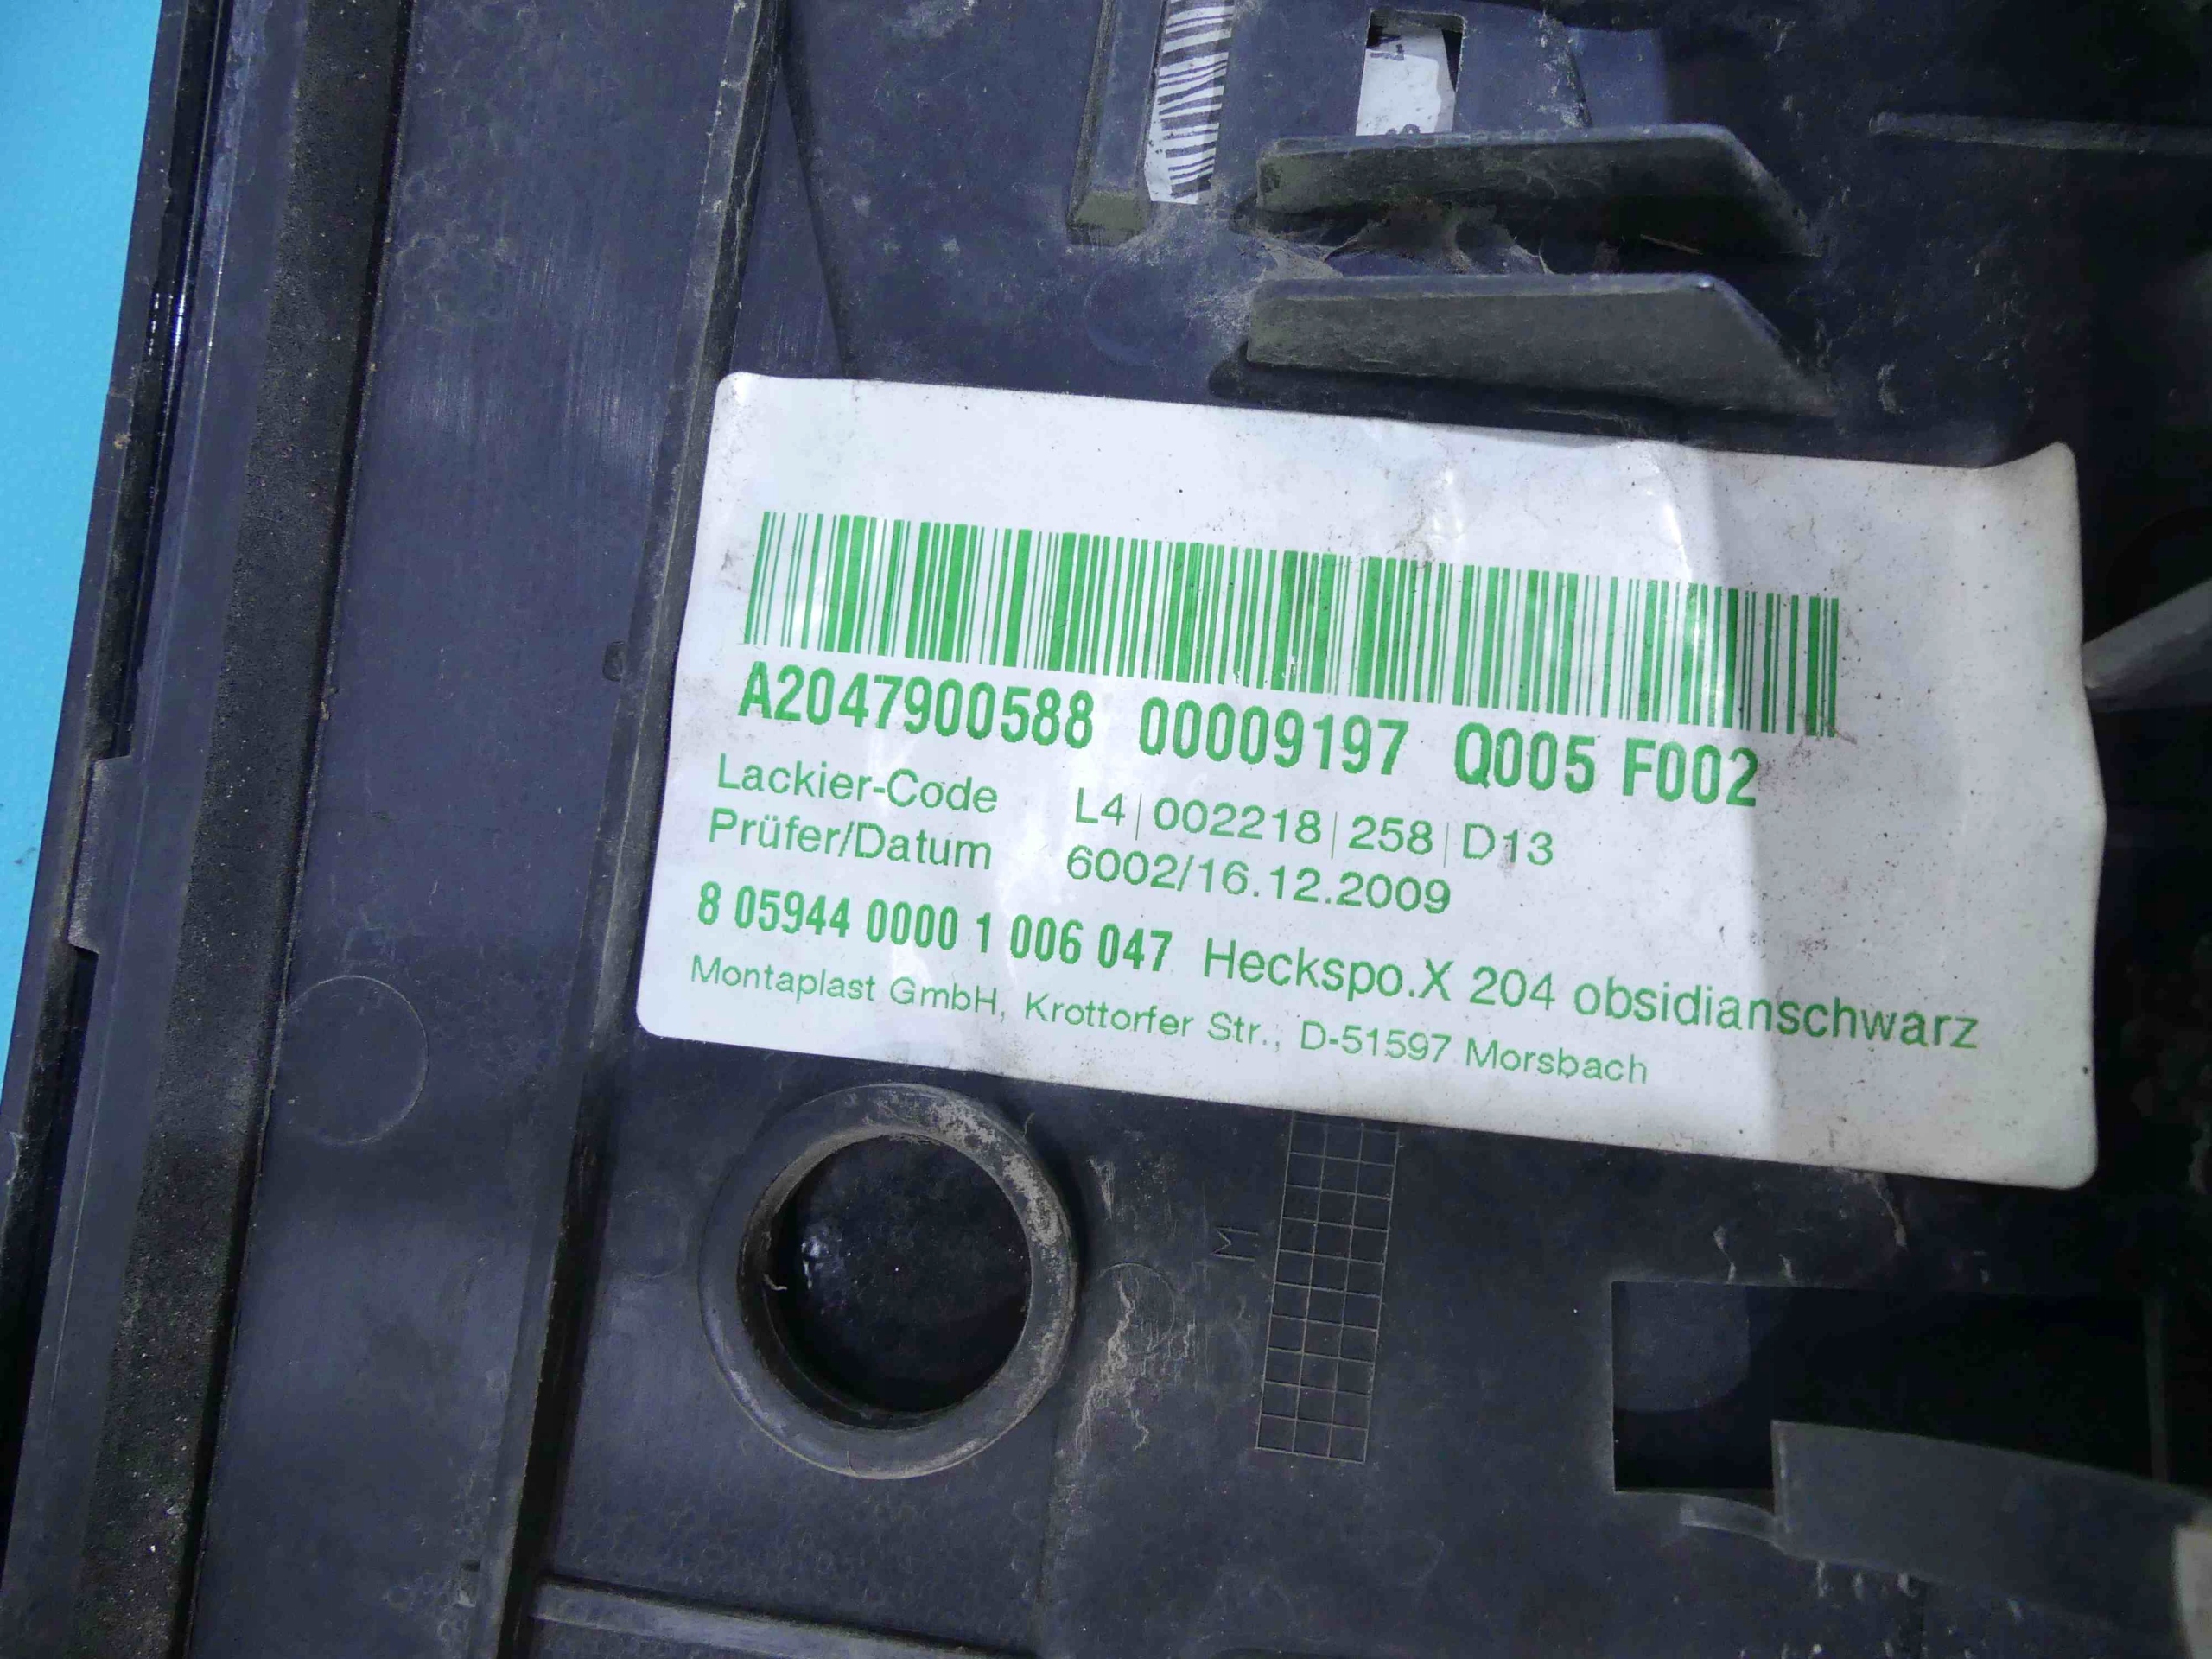 A2047900588 00009197 Q005 F002
Lackier-Code L4|002218|258|D13
Prüfer/Datum 6002/16.12.2009
8 05944 0000 1 006 047 Heckspo.X 204 obsidianschwarz
Montaplast GmbH, Krottorfer Str., D-51597 Morsbach
M